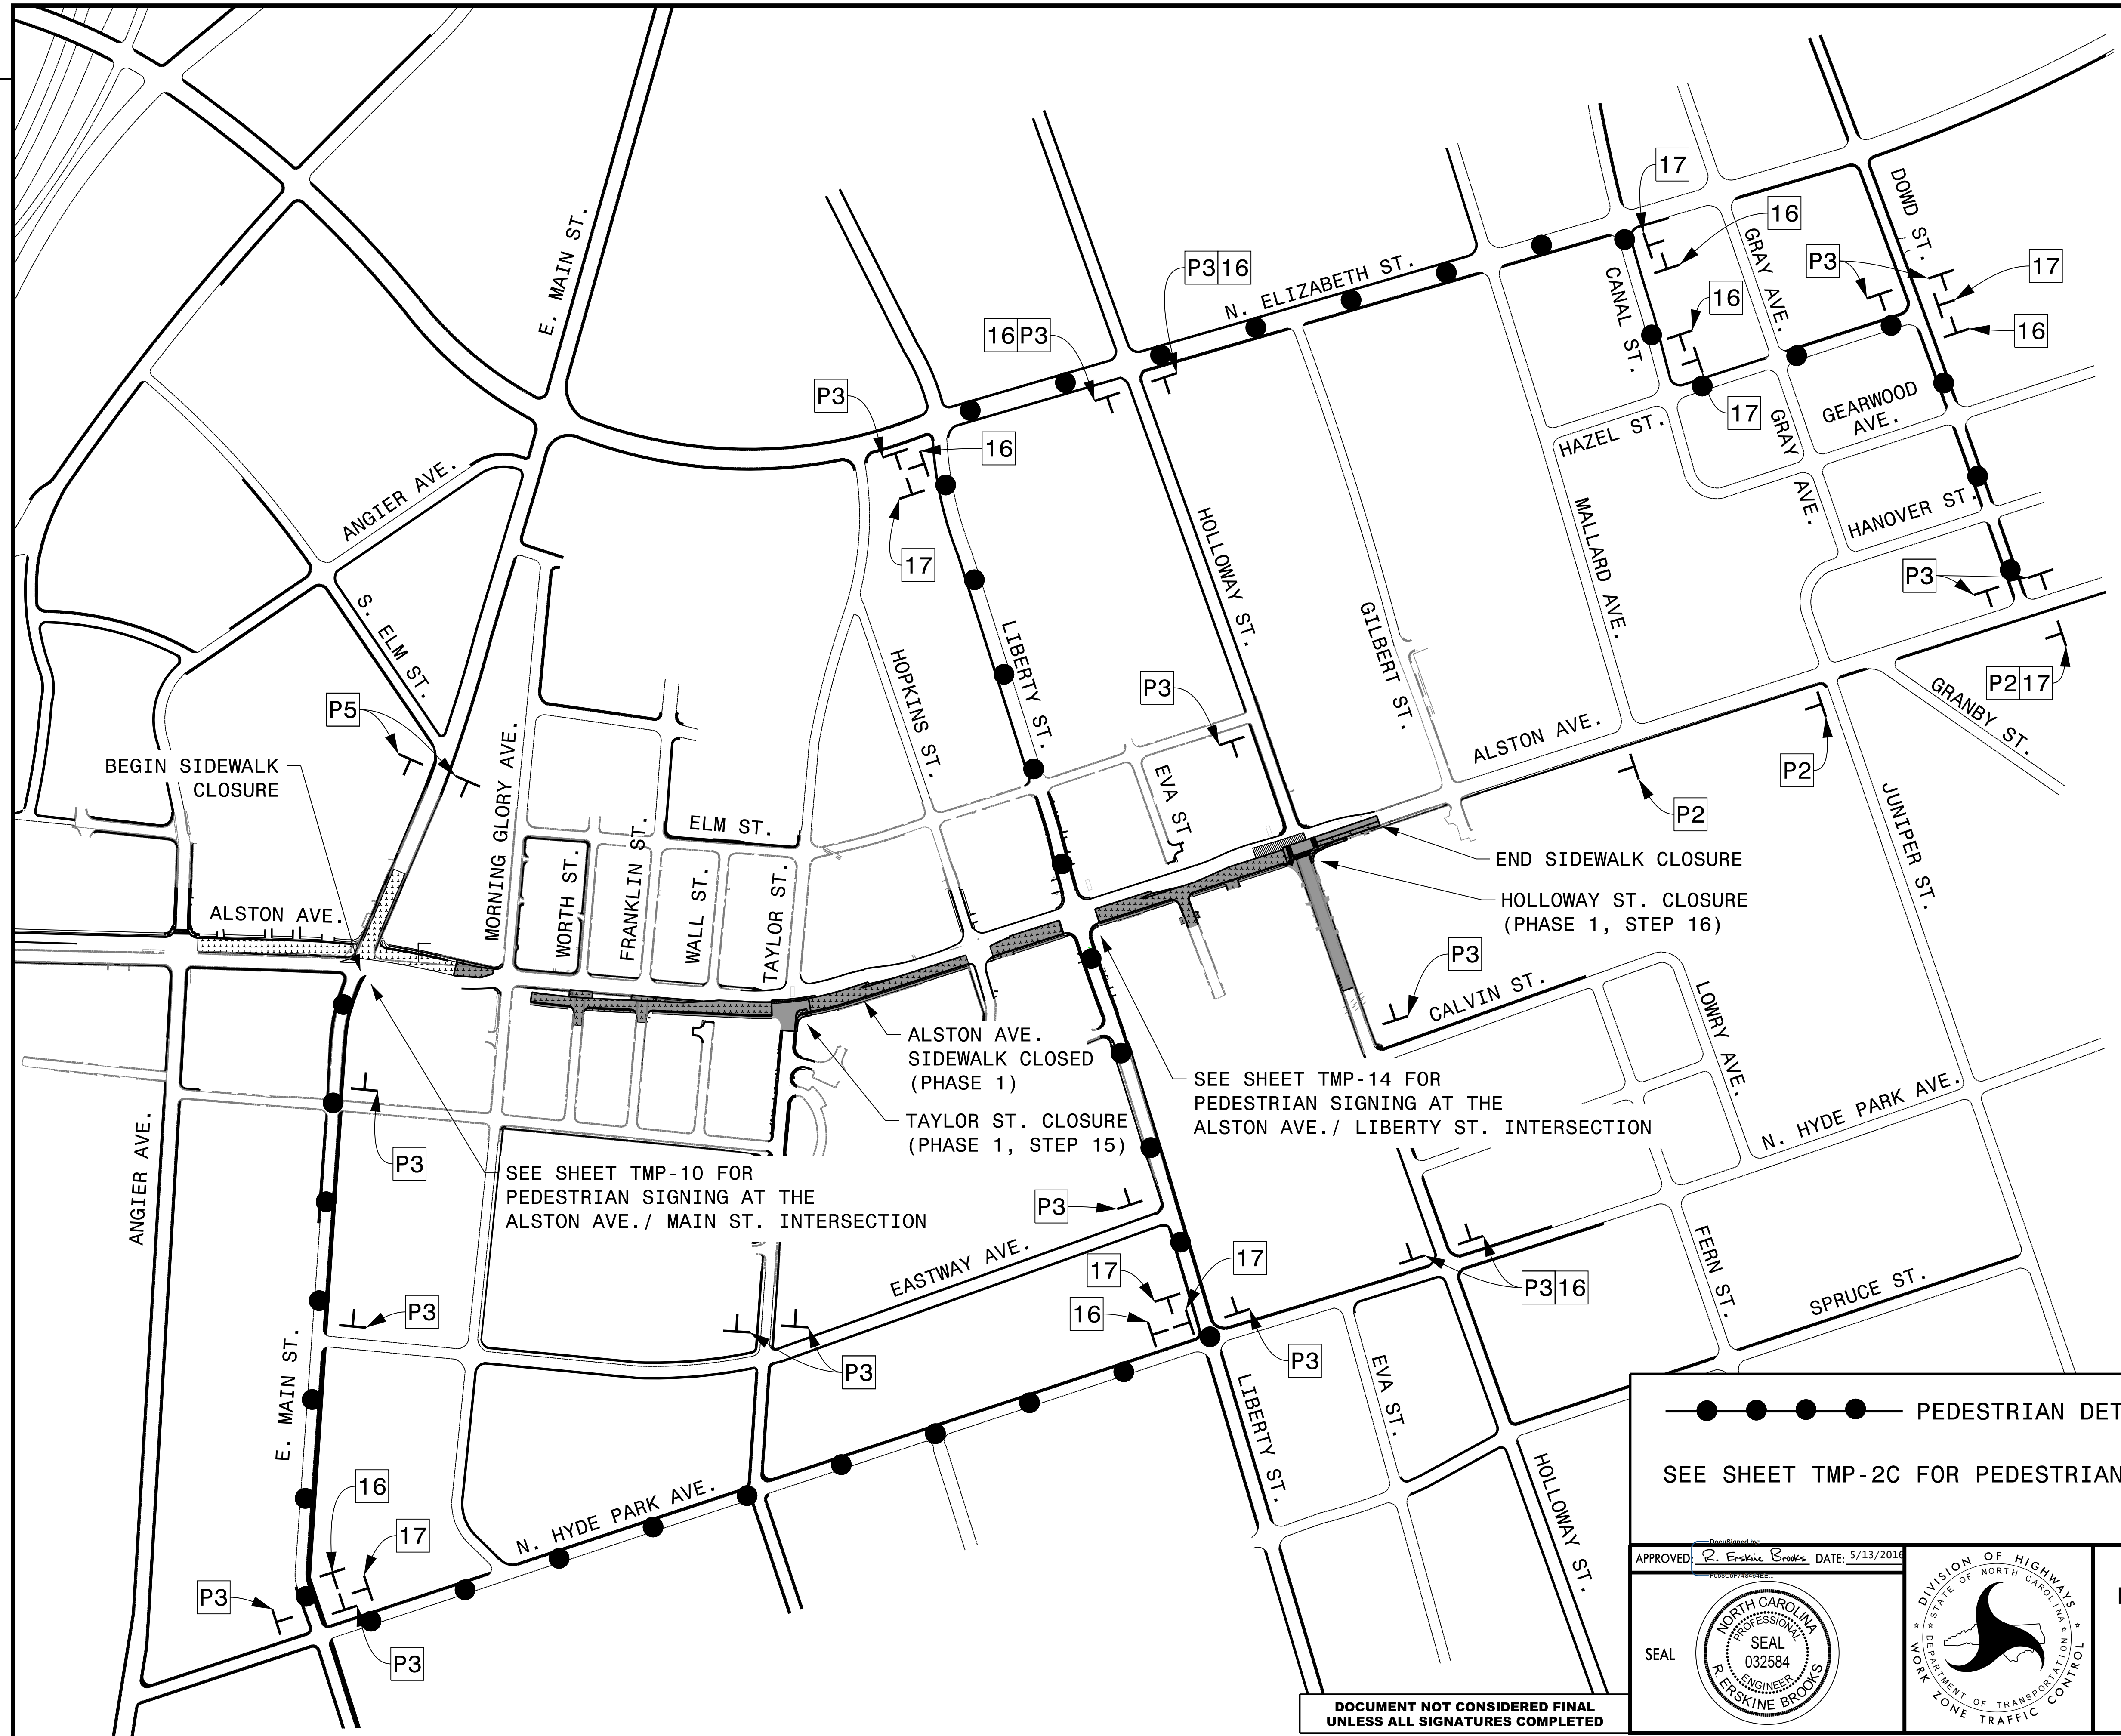 E. MAIN ST.
DOWD ST.
17
16
GRAY AVE.
P3
17
16
P3 16
N. ELIZABETH ST.
CANAL ST.
16
16 P3
P3
16
17
GRAY AVE.
GEARWOOD
AVE.
HAZEL ST.
HANOVER ST.
ANGIER AVE.
17
HOLLOWAY ST.
MALLARD AVE.
P3
S. ELM ST.
LIBERTY ST.
HOPKINS ST.
GILBERT ST.
P3
P2 17
GRANBY ST.
P5
ALSTON AVE.
P2
P2
BEGIN SIDEWALK
CLOSURE
MORNING GLORY AVE.
EVA ST.
JUNIPER ST.
ELM ST.
WORTH ST.
FRANKLIN ST.
WALL ST.
TAYLOR ST.
END SIDEWALK CLOSURE
HOLLOWAY ST. CLOSURE
(PHASE 1, STEP 16)
ALSTON AVE.
P3
CALVIN ST.
LOWRY AVE.
ALSTON AVE.
SIDEWALK CLOSED
(PHASE 1)
SEE SHEET TMP-14 FOR
PEDESTRIAN SIGNING AT THE
ALSTON AVE./ LIBERTY ST. INTERSECTION
TAYLOR ST. CLOSURE
(PHASE 1, STEP 15)
N. HYDE PARK AVE.
P3
ANGIER AVE.
SEE SHEET TMP-10 FOR
PEDESTRIAN SIGNING AT THE
ALSTON AVE./ MAIN ST. INTERSECTION
P3
EASTWAY AVE.
17
17
16
P3 16
FERN ST.
SPRUCE ST.
P3
P3
P3
E. MAIN ST.
LIBERTY ST.
EVA ST.
HOLLOWAY ST.
N. HYDE PARK AVE.
16
17
P3
P3
PEDESTRIAN DET
SEE SHEET TMP-2C FOR PEDESTRIAN
DocuSigned by:
APPROVED: R. Erskine Brooks DATE: 5/13/2016
SEAL
NORTH CAROLINA
PROFESSIONAL
SEAL
032584
ENGINEER
R. ERSKINE BROOKS
DIVISION OF HIGHWAYS
STATE OF NORTH CAROLINA
DEPARTMENT OF TRANSPORTATION
WORK ZONE TRAFFIC CONTROL
DOCUMENT NOT CONSIDERED FINAL
UNLESS ALL SIGNATURES COMPLETED